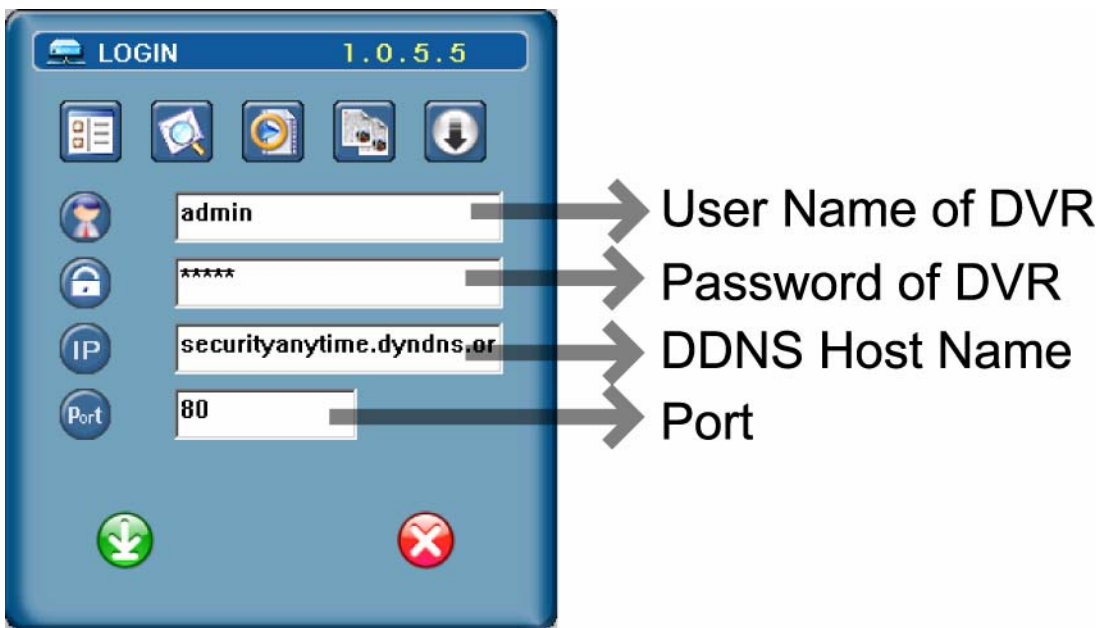 LOGIN 1.0.5.5
admin User Name of DVR
***** Password of DVR
IP securityanytime.dyndns.or DDNS Host Name
Port 80 Port